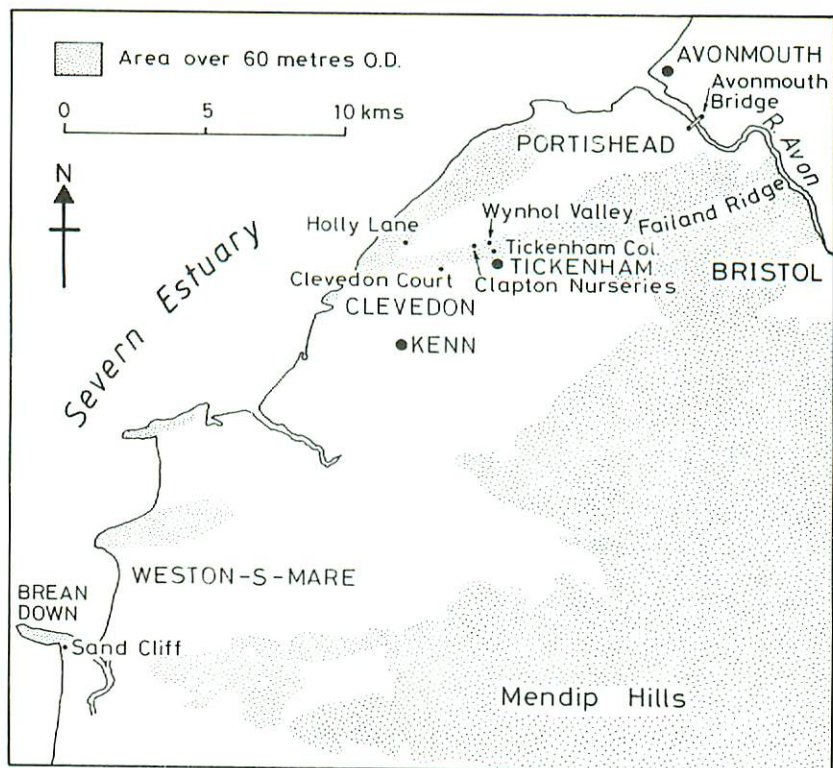 Area over 60 metres O.D.
0 5 10 kms
N
AVONMOUTH
Avonmouth
Bridge
R. Avon
PORTISHEAD
Failand Ridge
Holly Lane
Wynhol Valley
Tickenham Col.
TICKENHAM
Clevedon Court
Clapton Nurseries
BRISTOL
CLEVEDON
KENN
Severn Estuary
WESTON-S-MARE
BREAN
DOWN
Sand Cliff
Mendip Hills